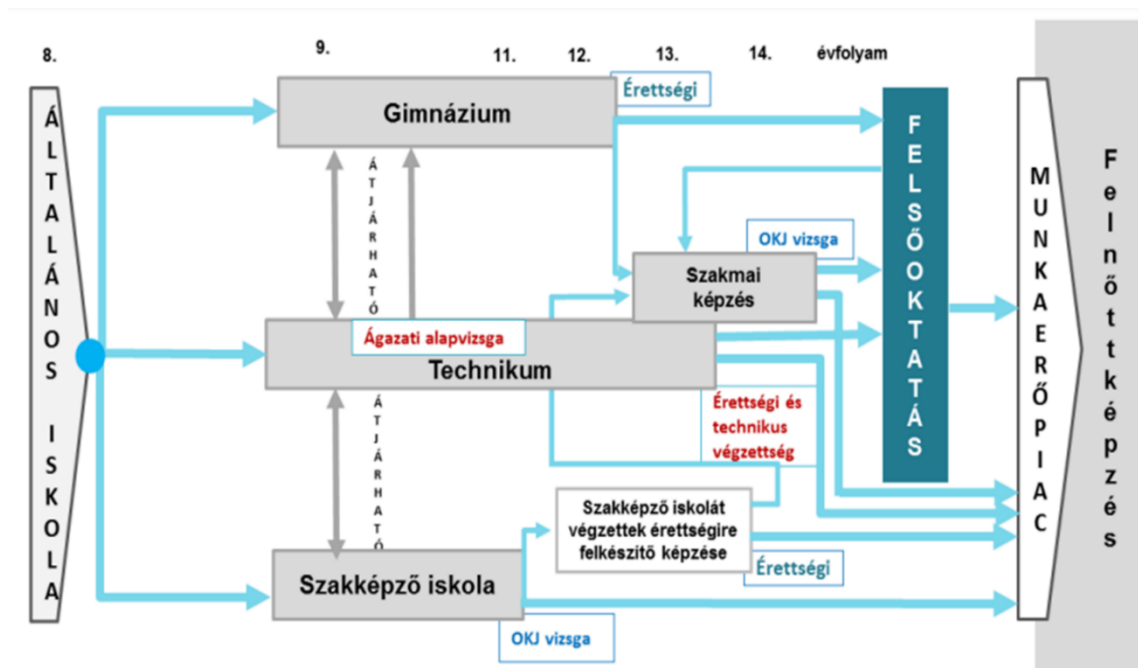 8.
9.
11.
12.
13.
14.
évfolyam
ÁLTALÁNOS ISKOLA
Gimnázium
Érettségi
ÁTJÁRHATÓ
FELSŐOKTATÁS
MUNKAERŐPIAC
Felnőttképzés
OKJ vizsga
Szakmai
képzés
Ágazati alapvizsga
Technikum
Érettségi és
technikus
végzettség
ÁTJÁRHATÓ
Szakképző iskolát
végzettek érettségire
felkészítő képzése
Érettségi
Szakképző iskola
OKJ vizsga